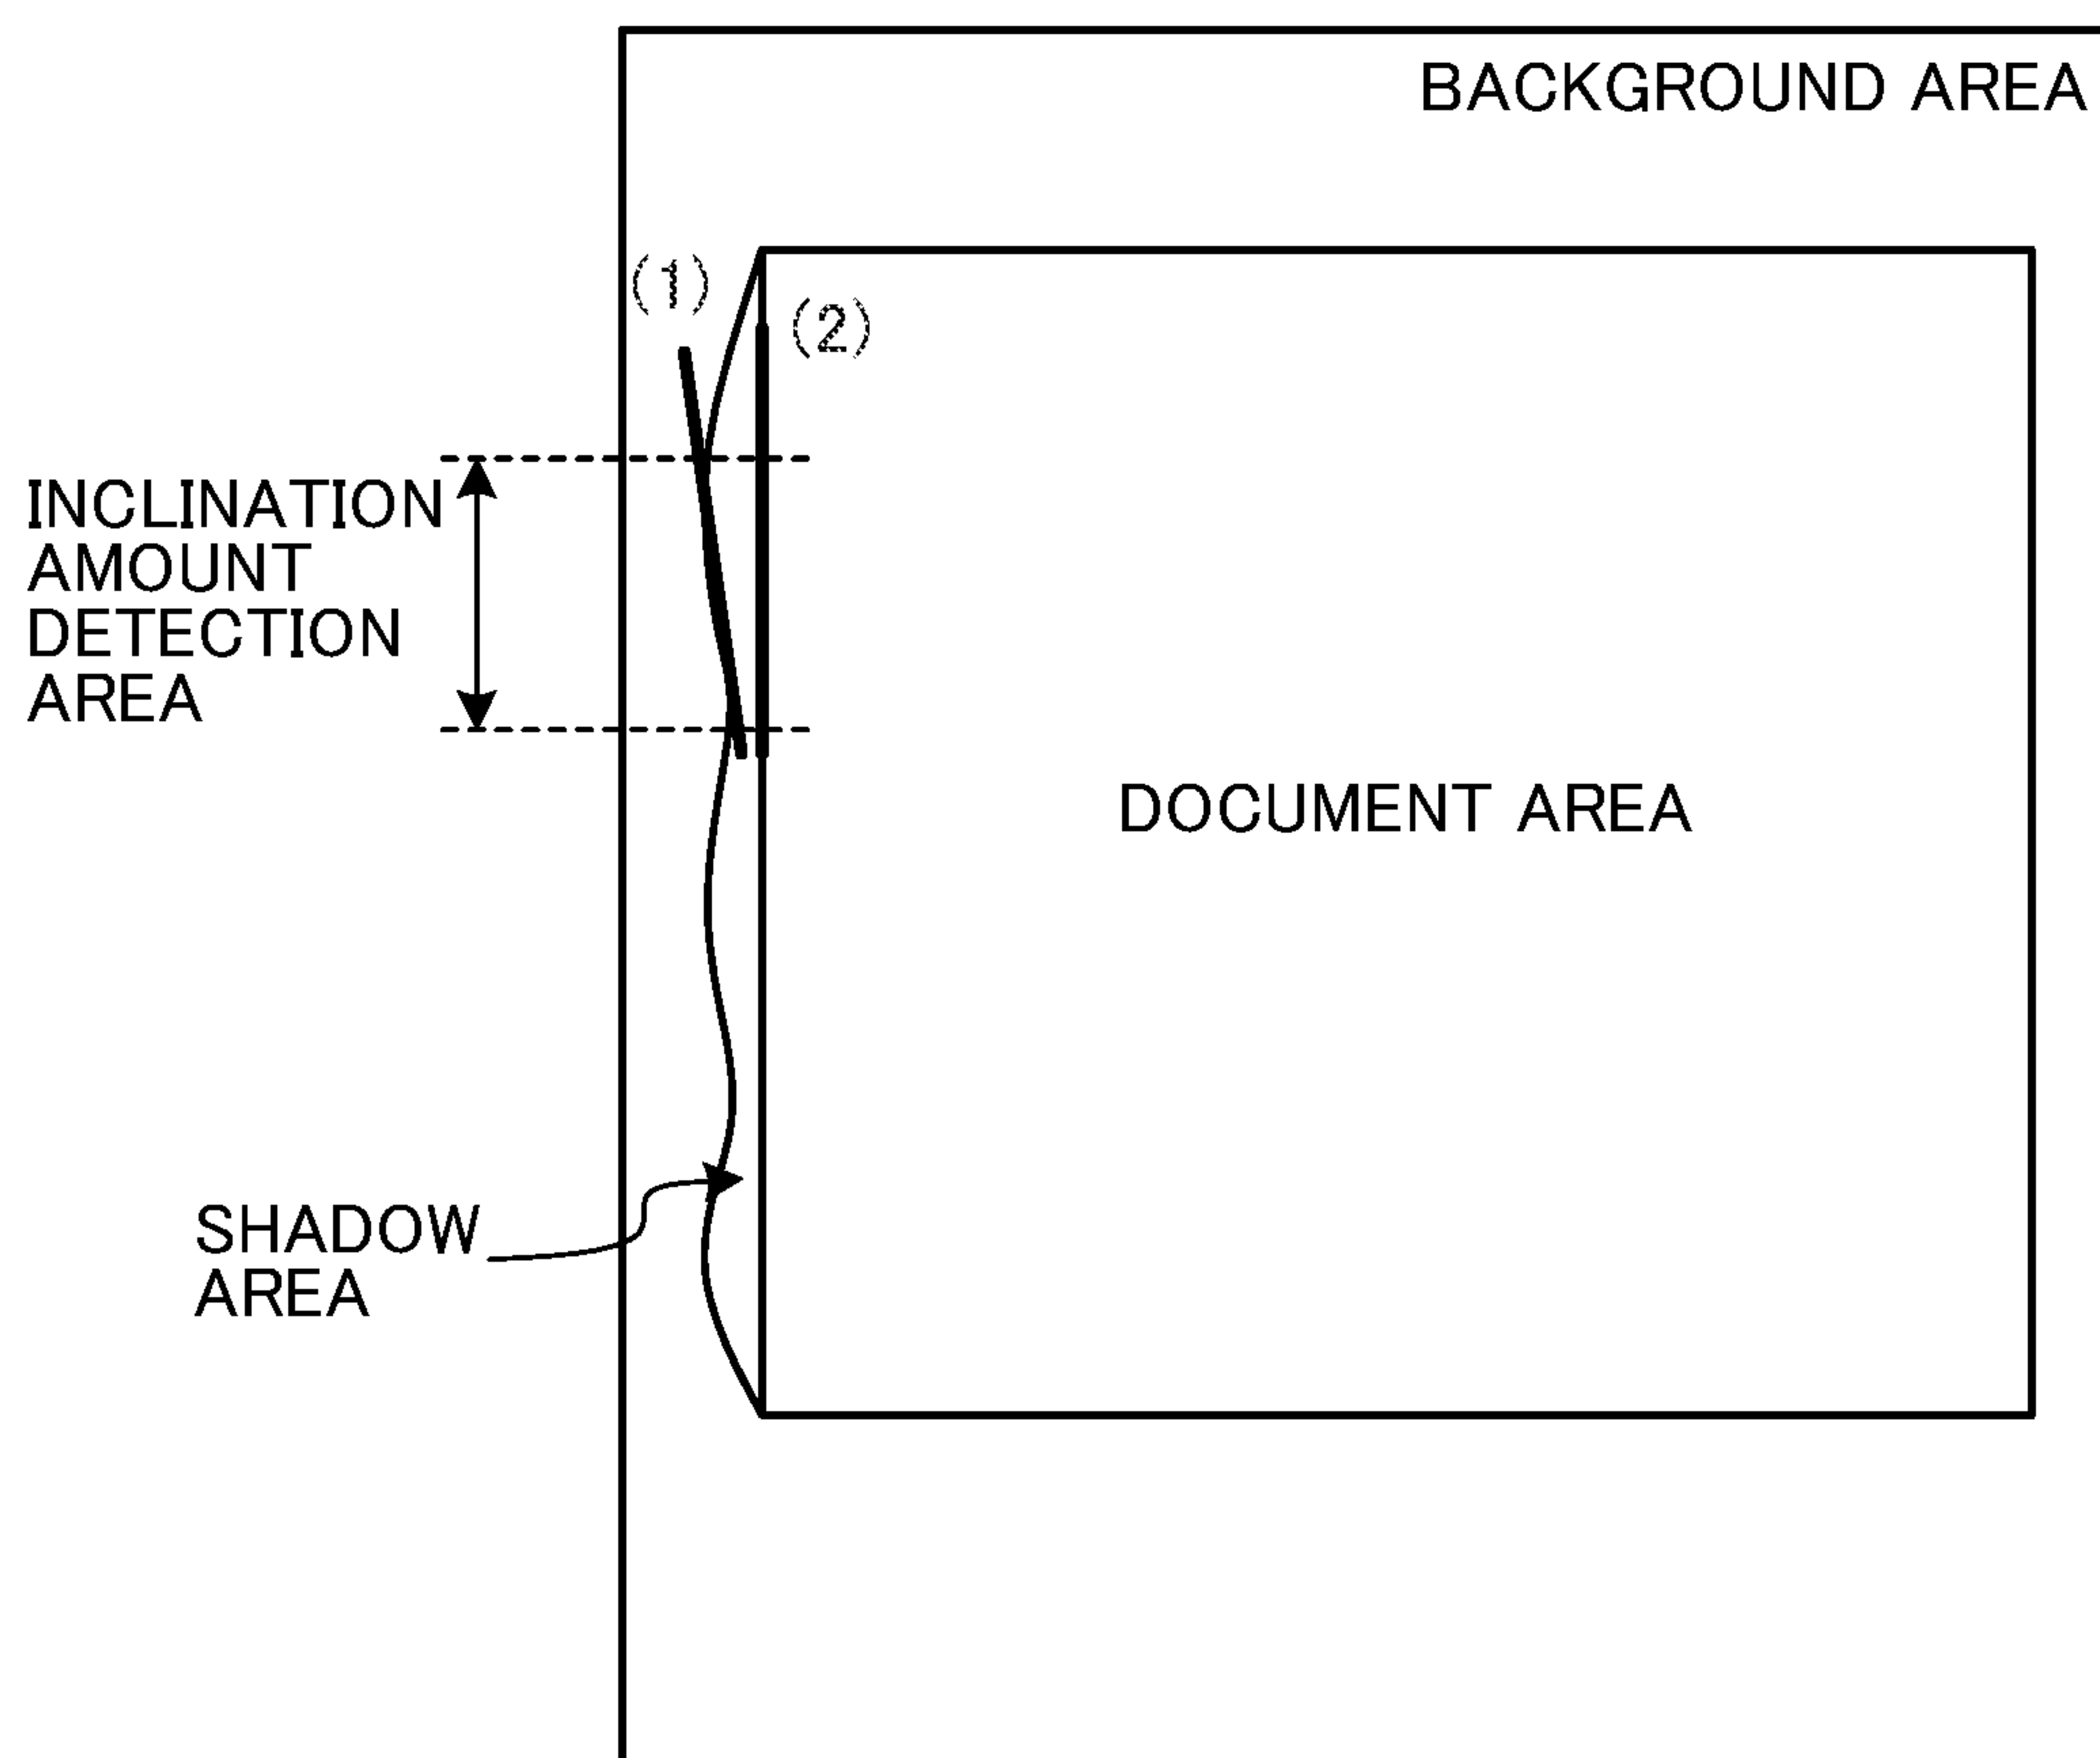 BACKGROUND AREA
(1)
(2)
INCLINATION
AMOUNT
DETECTION
AREA
DOCUMENT AREA
SHADOW
AREA